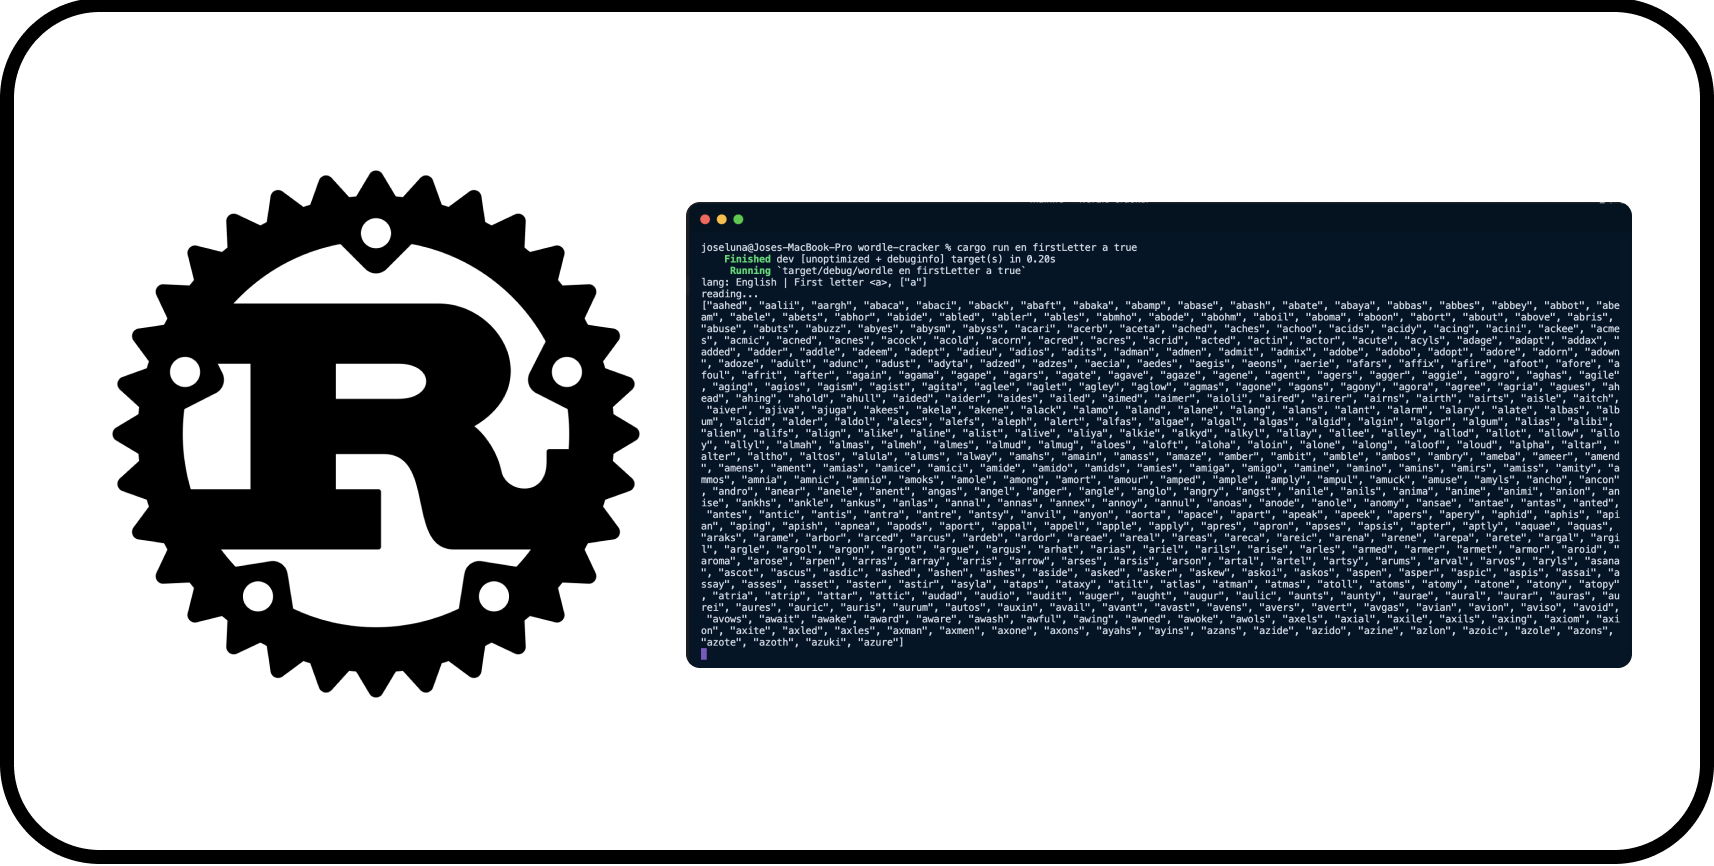 R
joseluna@Joses-MacBook-Pro wordle-cracker % cargo run en firstLetter a true
Finished dev [unoptimized + debuginfo] target(s) in 0.20s
Running `target/debug/wordle en firstLetter a true`
lang: English | First letter <a>, ["a"]
reading...
["aahed", "aalii", "aargh", "abaca", "abaci", "aback", "abaft", "abaka", "abamp", "abase", "abash", "abate", "abaya", "abbas", "abbes", "abbey", "abbot", "abe
am", "abele", "abets", "abhor", "abide", "abled", "abler", "ables", "abmho", "abode", "abohm", "aboil", "aboma", "aboon", "abort", "about", "above", "abris",
"abuse", "abuts", "abuzz", "abyes", "abysm", "abyss", "acari", "acerb", "aceta", "ached", "aches", "achoo", "acids", "acidy", "acing", "acini", "ackee", "acme
s", "acmic", "acned", "acnes", "acock", "acold", "acorn", "acred", "acres", "acrid", "acted", "actin", "actor", "acute", "acyls", "adage", "adapt", "addax", "
added", "adder", "addle", "adeem", "adept", "adieu", "adios", "adits", "adman", "admen", "admit", "admix", "adobe", "adobo", "adopt", "adore", "adorn", "adown
", "adoze", "adult", "adunc", "adust", "adyta", "adzed", "adzes", "aecia", "aedes", "aegis", "aeons", "aerie", "afars", "affix", "afire", "afoot", "afore", "a
foul", "afrit", "after", "again", "agama", "agape", "agars", "agate", "agave", "agaze", "agene", "agent", "agers", "agger", "aggie", "aggro", "aghas", "agile"
, "aging", "agios", "agism", "agist", "agita", "aglee", "aglet", "agley", "aglow", "agmas", "agone", "agons", "agony", "agora", "agree", "agria", "agues", "ah
ead", "ahing", "ahold", "ahull", "aided", "aider", "aides", "ailed", "aimed", "aimer", "aioli", "aired", "airer", "airns", "airth", "airts", "aisle", "aitch",
"aiver", "ajiva", "ajuga", "akees", "akela", "akene", "alack", "alamo", "aland", "alane", "alang", "alans", "alant", "alarm", "alary", "alate", "albas", "alb
um", "alcid", "alder", "aldol", "alecs", "alefs", "aleph", "alert", "alfas", "algae", "algal", "algas", "algid", "algin", "algor", "algum", "alias", "alibi",
"alien", "alifs", "align", "alike", "aline", "alist", "alive", "aliya", "alkie", "alkyd", "alkyl", "allay", "allee", "alley", "allod", "allot", "allow", "allo
y", "allyl", "almah", "almas", "almeh", "almes", "almud", "almug", "aloes", "aloft", "aloha", "aloin", "alone", "along", "aloof", "aloud", "alpha", "altar", "
alter", "altho", "altos", "alula", "alums", "alway", "amahs", "amain", "amass", "amaze", "amber", "ambit", "amble", "ambos", "ambry", "ameba", "ameer", "amend
", "amens", "ament", "amias", "amice", "amici", "amide", "amido", "amids", "amies", "amiga", "amigo", "amine", "amino", "amins", "amirs", "amiss", "amity", "a
mmos", "amnia", "amnic", "amnio", "amoks", "amole", "among", "amort", "amour", "amped", "ample", "amply", "ampul", "amuck", "amuse", "amyls", "ancho", "ancon"
, "andro", "anear", "anele", "anent", "angas", "angel", "anger", "angle", "anglo", "angry", "angst", "anile", "anils", "anima", "anime", "animi", "anion", "an
ise", "ankhs", "ankle", "ankus", "anlas", "annal", "annas", "annex", "annoy", "annul", "anoas", "anode", "anole", "anomy", "ansae", "antae", "antas", "anted",
"antes", "antic", "antis", "antra", "antre", "antsy", "anvil", "anyon", "aorta", "apace", "apart", "apeak", "apeek", "apers", "apery", "aphid", "aphis", "api
an", "aping", "apish", "apnea", "apods", "aport", "appal", "appel", "apple", "apply", "apres", "apron", "apses", "apsis", "apter", "aptly", "aquae", "aquas",
"araks", "arame", "arbor", "arced", "arcus", "ardeb", "ardor", "areae", "areal", "areas", "areca", "areic", "arena", "arene", "arepa", "arete", "argal", "argi
l", "argle", "argol", "argon", "argot", "argue", "argus", "arhat", "arias", "ariel", "arils", "arise", "arles", "armed", "armer", "armet", "armor", "aroid", "
aroma", "arose", "arpen", "arras", "array", "arris", "arrow", "arses", "arsis", "arson", "artal", "artel", "artsy", "arums", "arval", "arvos", "aryls", "asana
", "ascot", "ascus", "asdic", "ashed", "ashen", "ashes", "aside", "asked", "asker", "askew", "askoi", "askos", "aspen", "asper", "aspic", "aspis", "assai", "a
ssay", "asses", "asset", "aster", "astir", "asyla", "ataps", "ataxy", "atilt", "atlas", "atman", "atmas", "atoll", "atoms", "atomy", "atone", "atony", "atopy"
, "atria", "atrip", "attar", "attic", "audad", "audio", "audit", "auger", "aught", "augur", "aulic", "aunts", "aunty", "aurae", "aural", "aurar", "auras", "au
rei", "aures", "auric", "auris", "aurum", "autos", "auxin", "avail", "avant", "avast", "avens", "avers", "avert", "avgas", "avian", "avion", "aviso", "avoid",
"avows", "await", "awake", "award", "aware", "awash", "awful", "awing", "awned", "awoke", "awols", "axels", "axial", "axile", "axils", "axing", "axiom", "axi
on", "axite", "axled", "axles", "axman", "axmen", "axone", "axons", "ayahs", "ayins", "azans", "azide", "azido", "azine", "azlon", "azoic", "azole", "azons",
"azote", "azoth", "azuki", "azure"]